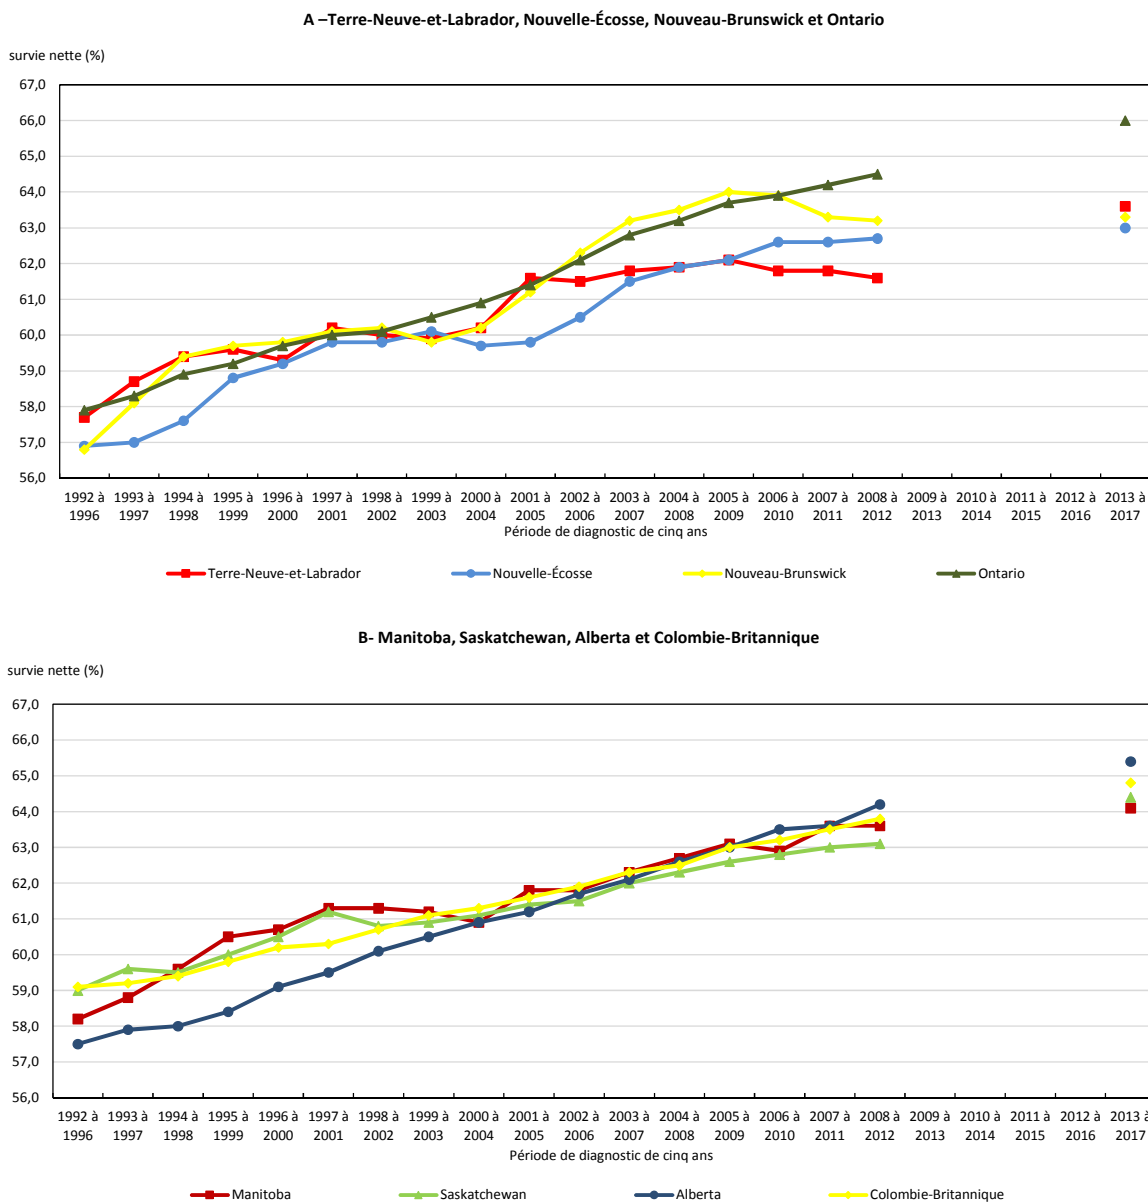 A –Terre-Neuve-et-Labrador, Nouvelle-Écosse, Nouveau-Brunswick et Ontario
survie nette (%)
67,0
66,0
65,0
64,0
63,0
62,0
61,0
60,0
59,0
58,0
57,0
56,0
1992 à 1993 à 1994 à 1995 à 1996 à 1997 à 1998 à 1999 à 2000 à 2001 à 2002 à 2003 à 2004 à 2005 à 2006 à 2007 à 2008 à 2009 à 2010 à 2011 à 2012 à 2013 à
1996 1997 1998 1999 2000 2001 2002 2003 2004 2005 2006 2007 2008 2009 2010 2011 2012 2013 2014 2015 2016 2017
Période de diagnostic de cinq ans
Terre-Neuve-et-Labrador Nouvelle-Écosse Nouveau-Brunswick Ontario
B- Manitoba, Saskatchewan, Alberta et Colombie-Britannique
survie nette (%)
67,0
66,0
65,0
64,0
63,0
62,0
61,0
60,0
59,0
58,0
57,0
56,0
1992 à 1993 à 1994 à 1995 à 1996 à 1997 à 1998 à 1999 à 2000 à 2001 à 2002 à 2003 à 2004 à 2005 à 2006 à 2007 à 2008 à 2009 à 2010 à 2011 à 2012 à 2013 à
1996 1997 1998 1999 2000 2001 2002 2003 2004 2005 2006 2007 2008 2009 2010 2011 2012 2013 2014 2015 2016 2017
Période de diagnostic de cinq ans
Manitoba Saskatchewan Alberta Colombie-Britannique